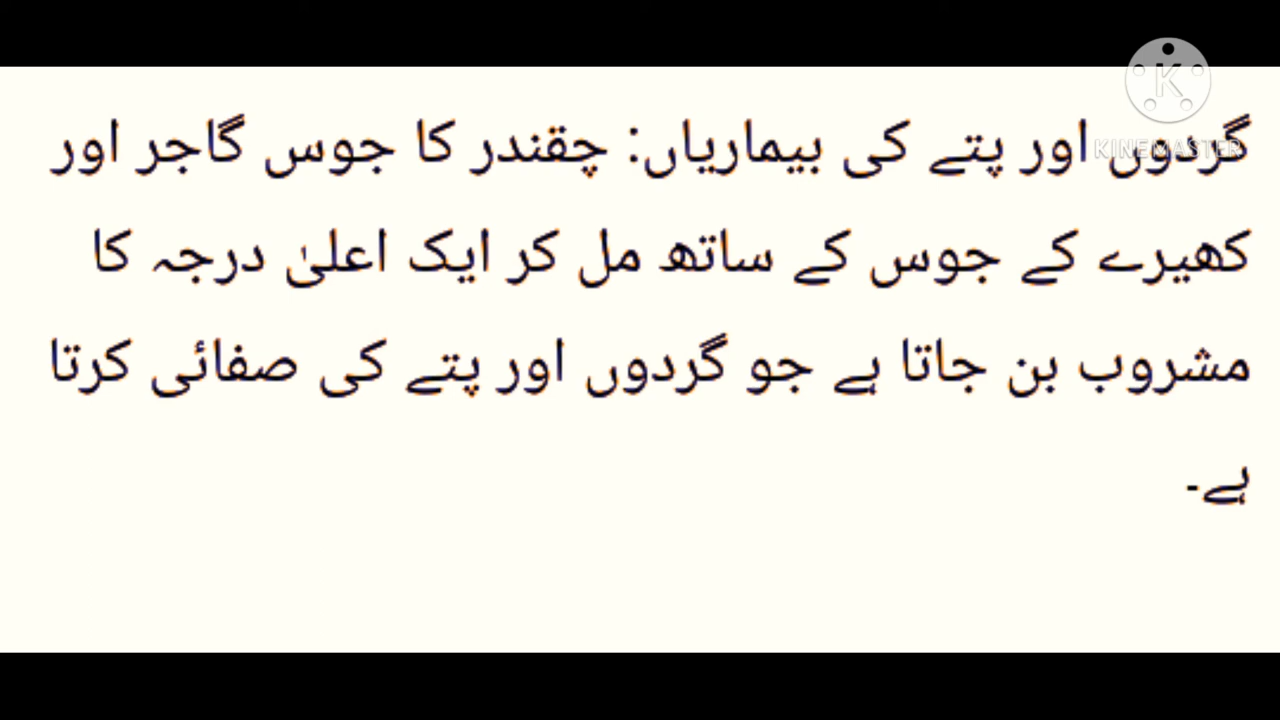 KINEMASTER
گردوں اور پتے کی بیماریاں: چقندر کا جوس گاجر اور
کھیرے کے جوس کے ساتھ مل کر ایک اعلیٰ درجہ کا
مشروب بن جاتا ہے جو گردوں اور پتے کی صفائی کرتا
ہے۔